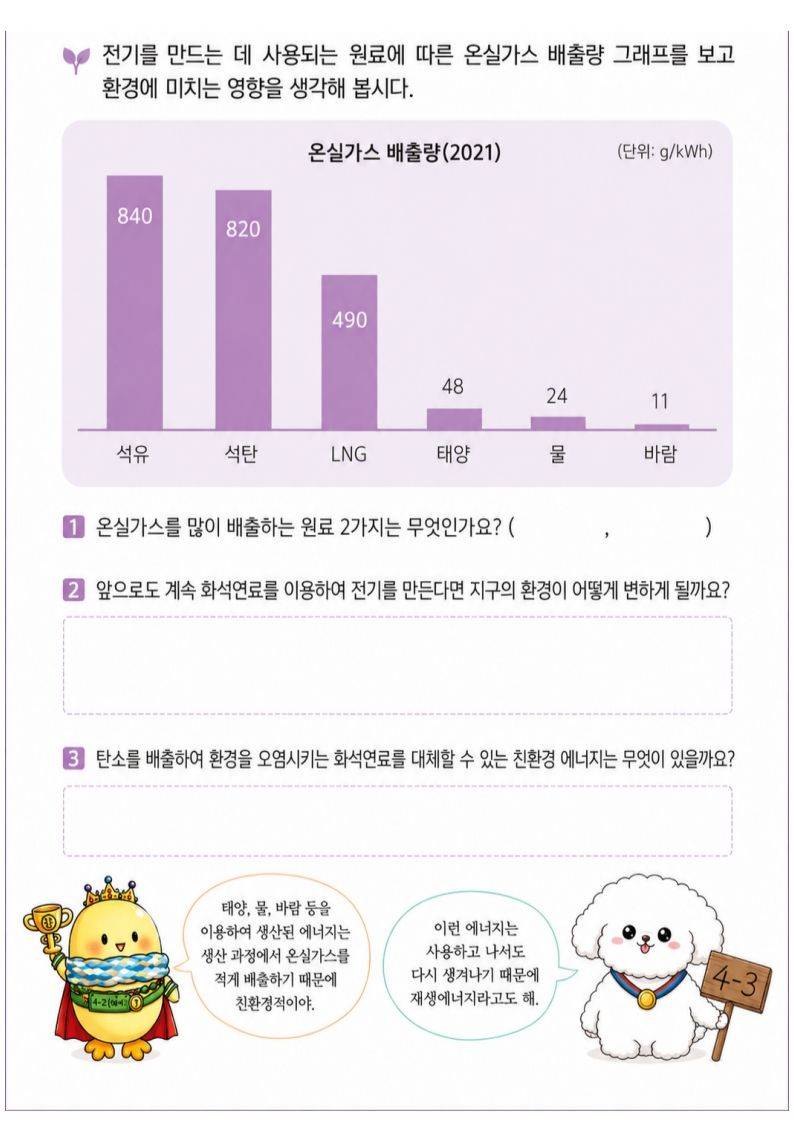 전기를 만드는 데 사용되는 원료에 따른 온실가스 배출량 그래프를 보고
환경에 미치는 영향을 생각해 봅시다.
온실가스 배출량(2021)
(단위: g/kWh)
840
820
490
48
24
11
석유
석탄
LNG
태양
물
바람
1 온실가스를 많이 배출하는 원료 2가지는 무엇인가요? ( , )
2 앞으로도 계속 화석연료를 이용하여 전기를 만든다면 지구의 환경이 어떻게 변하게 될까요?
3 탄소를 배출하여 환경을 오염시키는 화석연료를 대체할 수 있는 친환경 에너지는 무엇이 있을까요?
태양, 물, 바람 등을
이용하여 생산된 에너지는
생산 과정에서 온실가스를
적게 배출하기 때문에
친환경적이야.
이런 에너지는
사용하고 나서도
다시 생겨나기 때문에
재생에너지라고도 해.
4-3